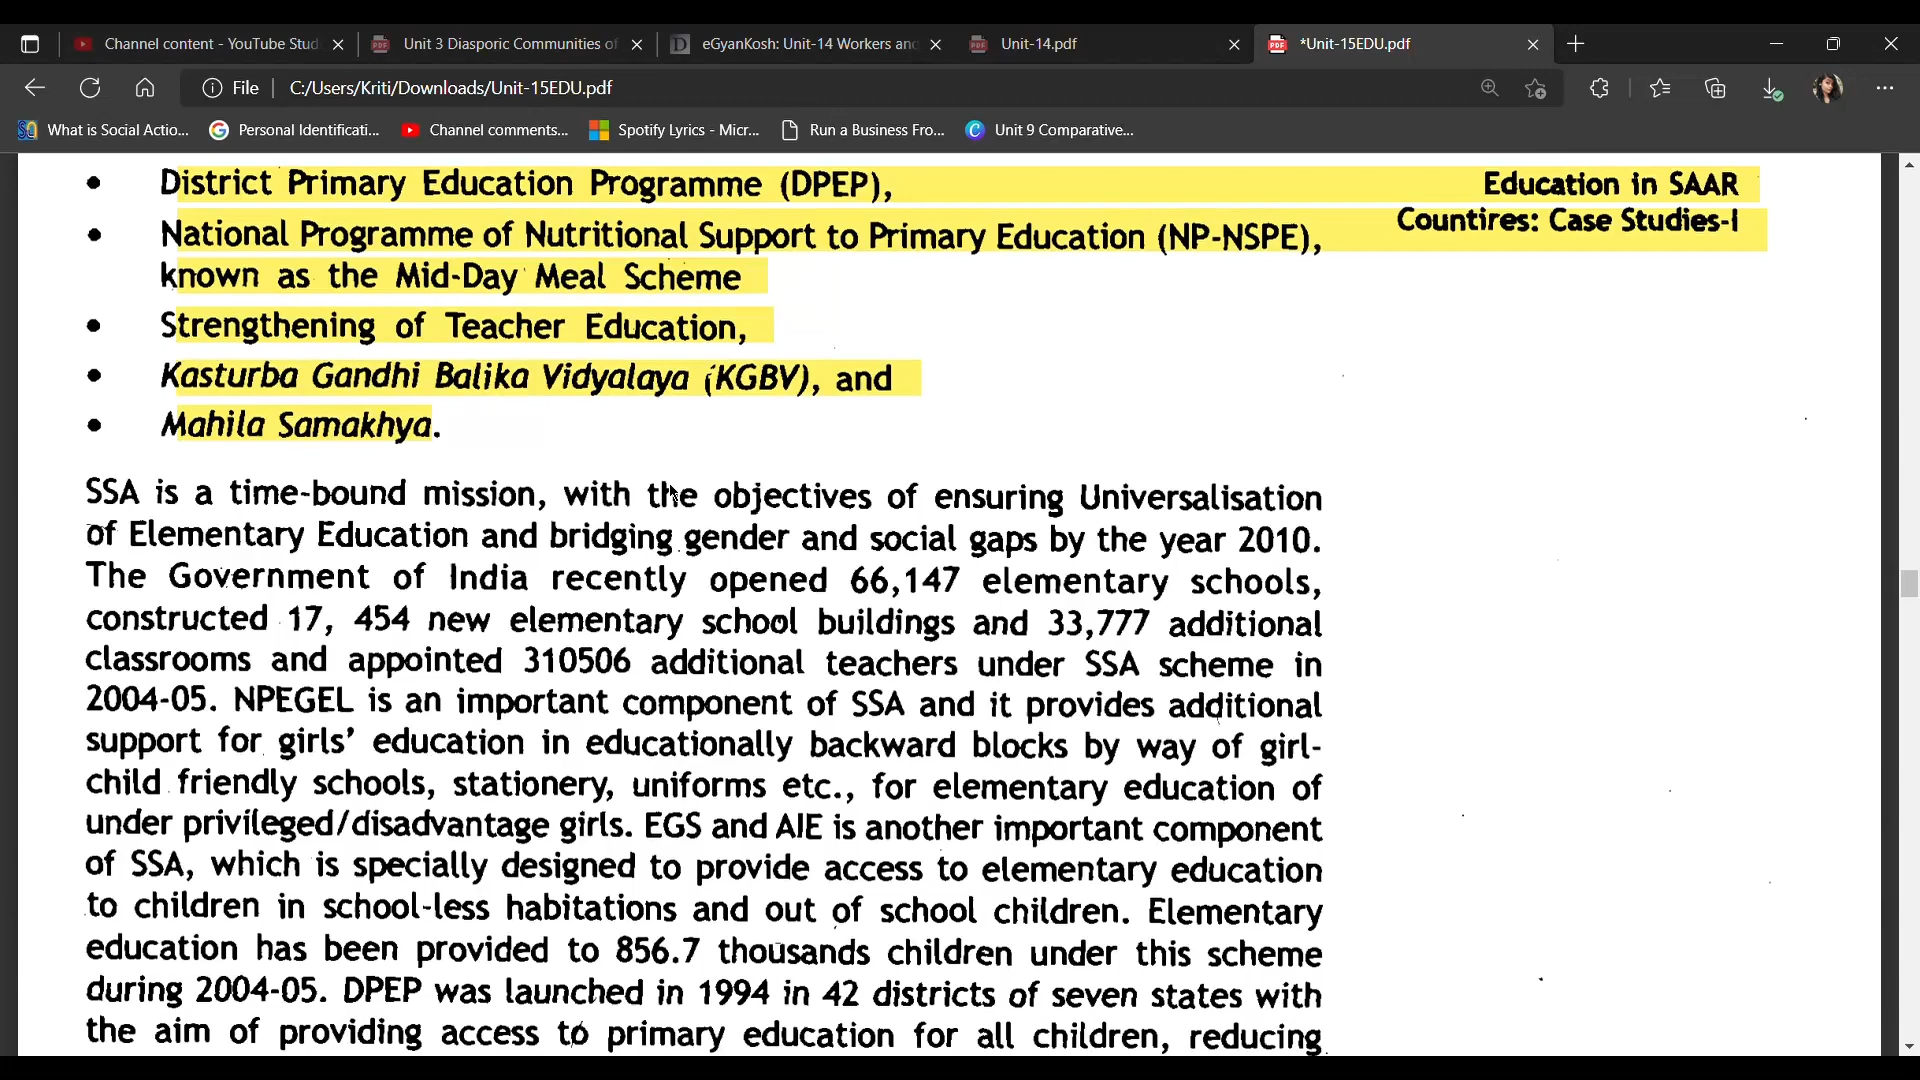 Channel content - YouTube Stud
Unit 3 Diasporic Communities of
eGyanKosh: Unit-14 Workers and
Unit-14.pdf
*Unit-15EDU.pdf
File
C:/Users/Kriti/Downloads/Unit-15EDU.pdf
What is Social Actio...
Personal Identificati...
Channel comments...
Spotify Lyrics - Micr...
Run a Business Fro...
Unit 9 Comparative...
• District Primary Education Programme (DPEP),
Education in SAAR
Countires: Case Studies-I
• National Programme of Nutritional Support to Primary Education (NP-NSPE),
known as the Mid-Day Meal Scheme
• Strengthening of Teacher Education,
• Kasturba Gandhi Balika Vidyalaya (KGBV), and
• Mahila Samakhya.
SSA is a time-bound mission, with the objectives of ensuring Universalisation
of Elementary Education and bridging gender and social gaps by the year 2010.
The Government of India recently opened 66,147 elementary schools,
constructed 17, 454 new elementary school buildings and 33,777 additional
classrooms and appointed 310506 additional teachers under SSA scheme in
2004-05. NPEGEL is an important component of SSA and it provides additional
support for girls' education in educationally backward blocks by way of girl-
child friendly schools, stationery, uniforms etc., for elementary education of
under privileged/disadvantage girls. EGS and AIE is another important component
of SSA, which is specially designed to provide access to elementary education
to children in school-less habitations and out of school children. Elementary
education has been provided to 856.7 thousands children under this scheme
during 2004-05. DPEP was launched in 1994 in 42 districts of seven states with
the aim of providing access to primary education for all children, reducing